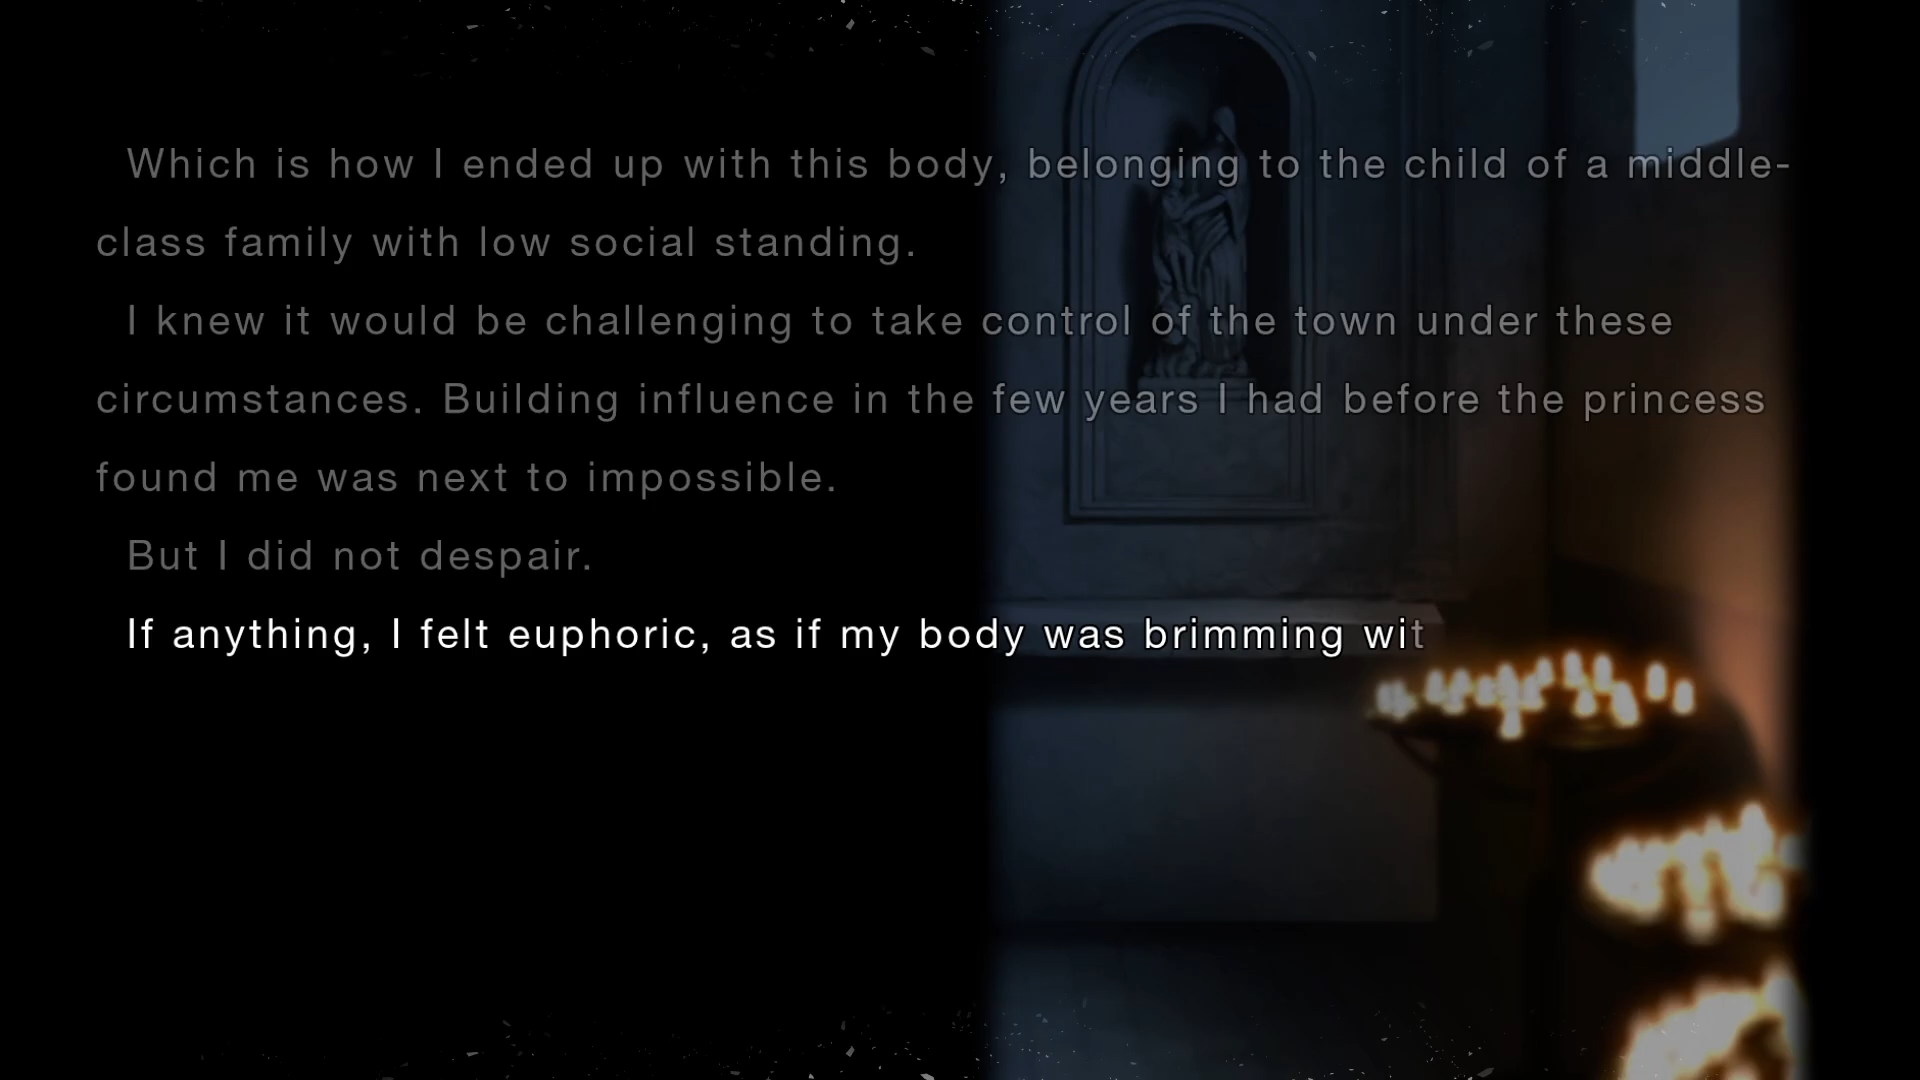 Which is how I ended up with this body, belonging to the child of a middle-
class family with low social standing.
I knew it would be challenging to take control of the town under these
circumstances. Building influence in the few years I had before the princess
found me was next to impossible.
But I did not despair.
If anything, I felt euphoric, as if my body was brimming wit